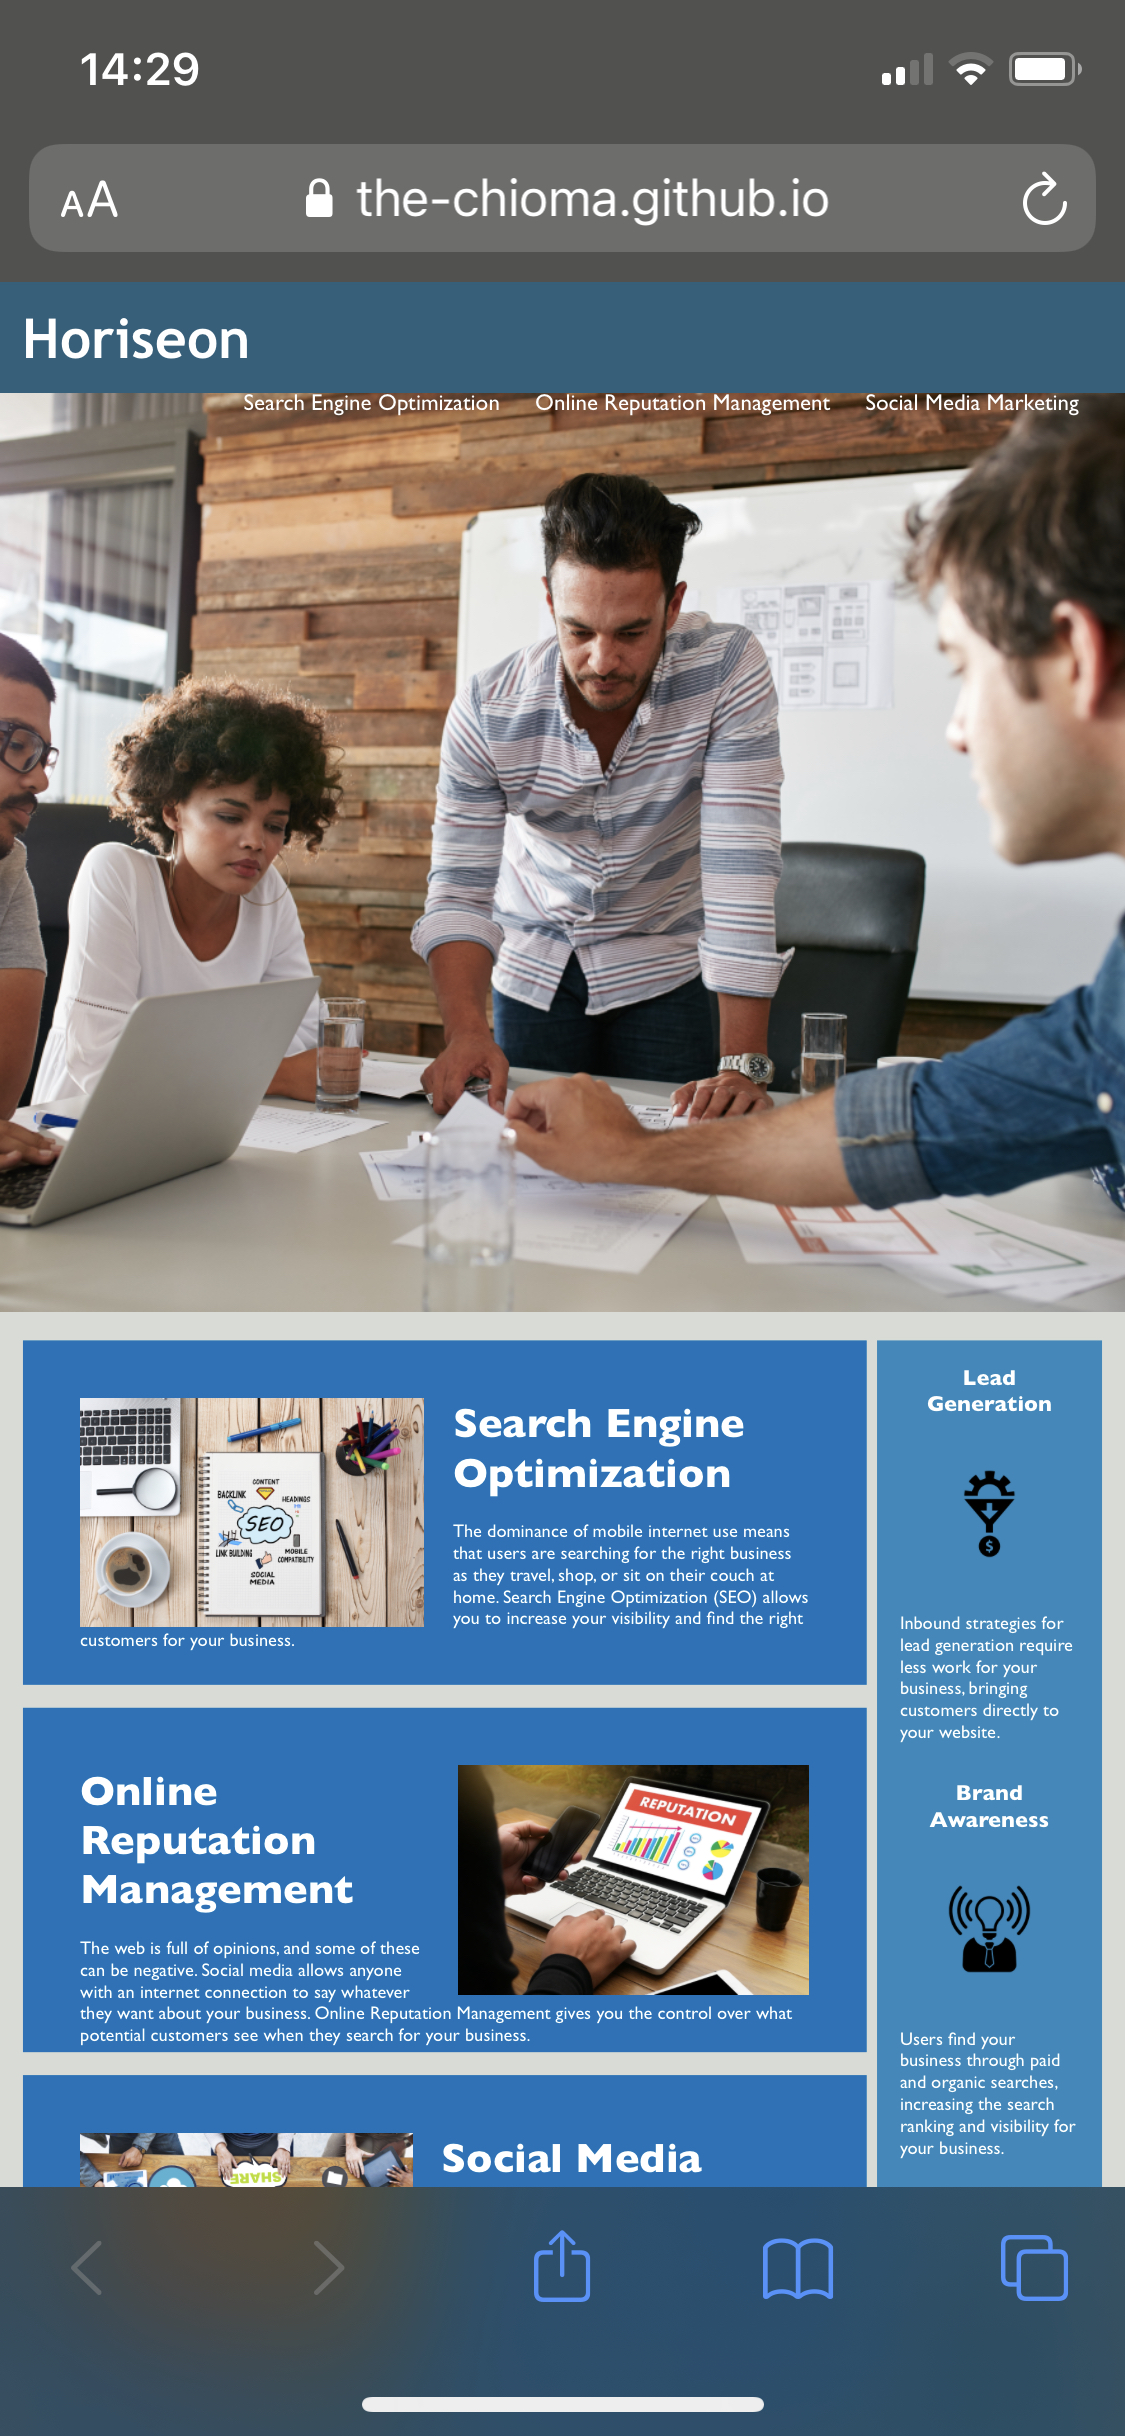 14:29
AA
the-chioma.github.io
Horiseon
Search Engine Optimization Online Reputation Management Social Media Marketing
CONTENT
BACKLINK
HEADINGS
SEO
LINK BUILDING
MOBILE
COMPATIBILITY
SOCIAL
MEDIA
Search Engine
Optimization
The dominance of mobile internet use means
that users are searching for the right business
as they travel, shop, or sit on their couch at
home. Search Engine Optimization (SEO) allows
you to increase your visibility and find the right
customers for your business.
Online
Reputation
Management
REPUTATION
The web is full of opinions, and some of these
can be negative. Social media allows anyone
with an internet connection to say whatever
they want about your business. Online Reputation Management gives you the control over what
potential customers see when they search for your business.
SHARE
Social Media
Lead
Generation
$
Inbound strategies for
lead generation require
less work for your
business, bringing
customers directly to
your website.
Brand
Awareness
Users find your
business through paid
and organic searches,
increasing the search
ranking and visibility for
your business.